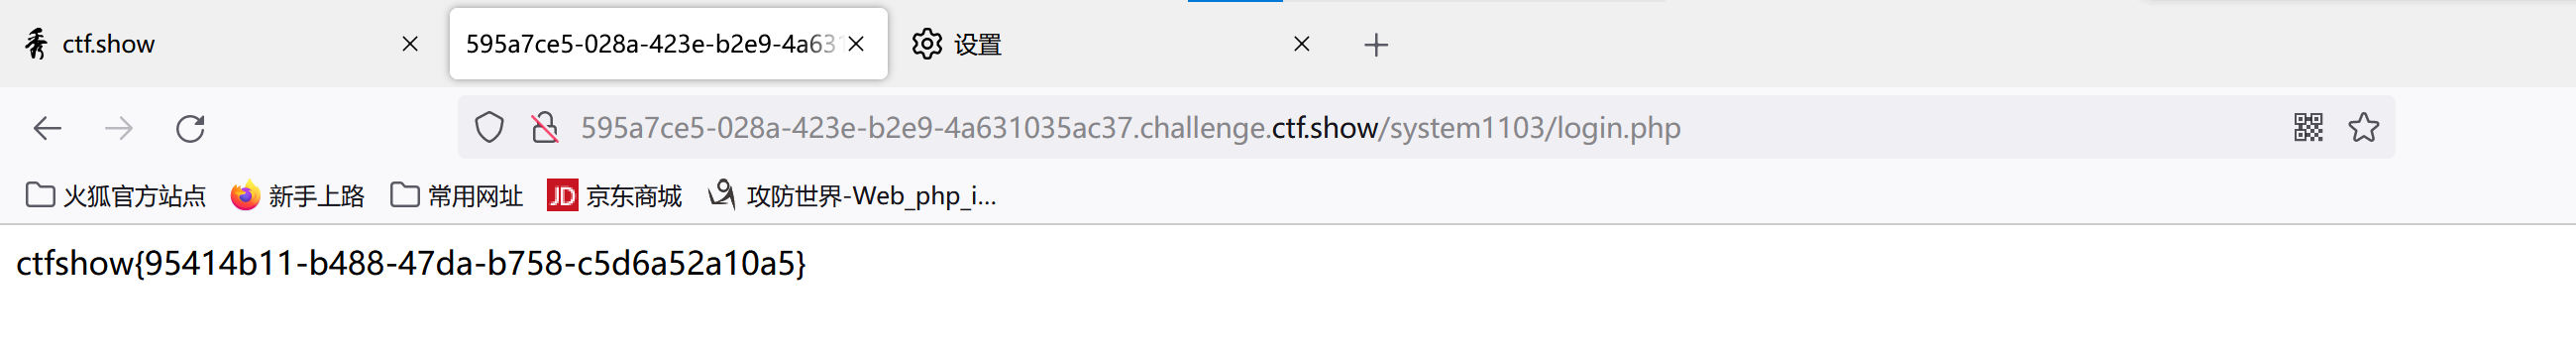 秀 ctf.show
595a7ce5-028a-423e-b2e9-4a631
设置
595a7ce5-028a-423e-b2e9-4a631035ac37.challenge.ctf.show/system1103/login.php
火狐官方站点 新手上路 常用网址 JD 京东商城 攻防世界-Web_php_i...
ctfshow{95414b11-b488-47da-b758-c5d6a52a10a5}